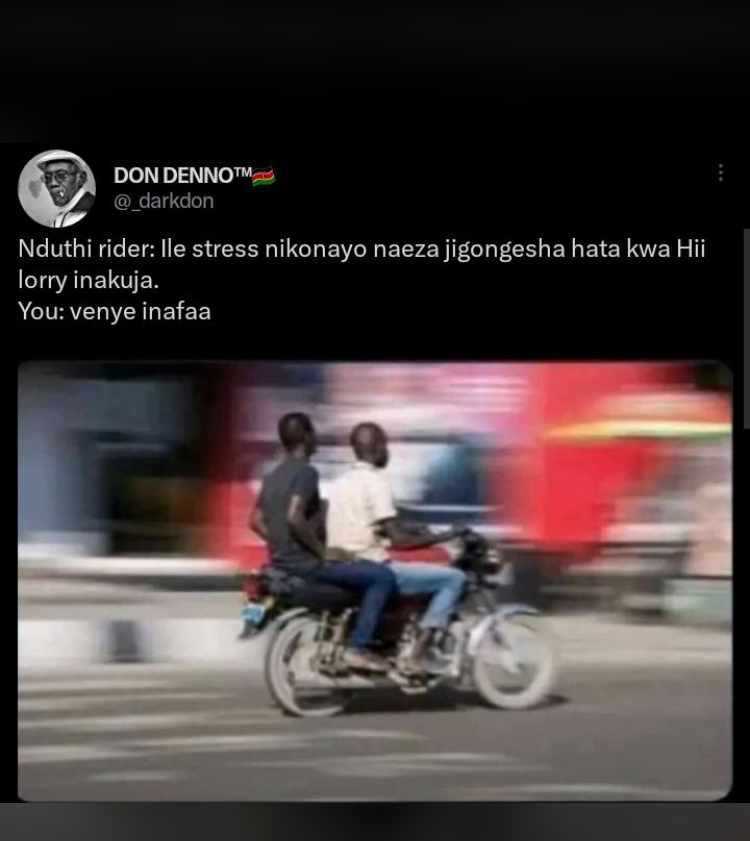 DON DENNO™🇰🇪
@_darkdon
Nduthi rider: Ile stress nikonayo naeza jigongesha hata kwa Hii
lorry inakuja.
You: venye inafaa